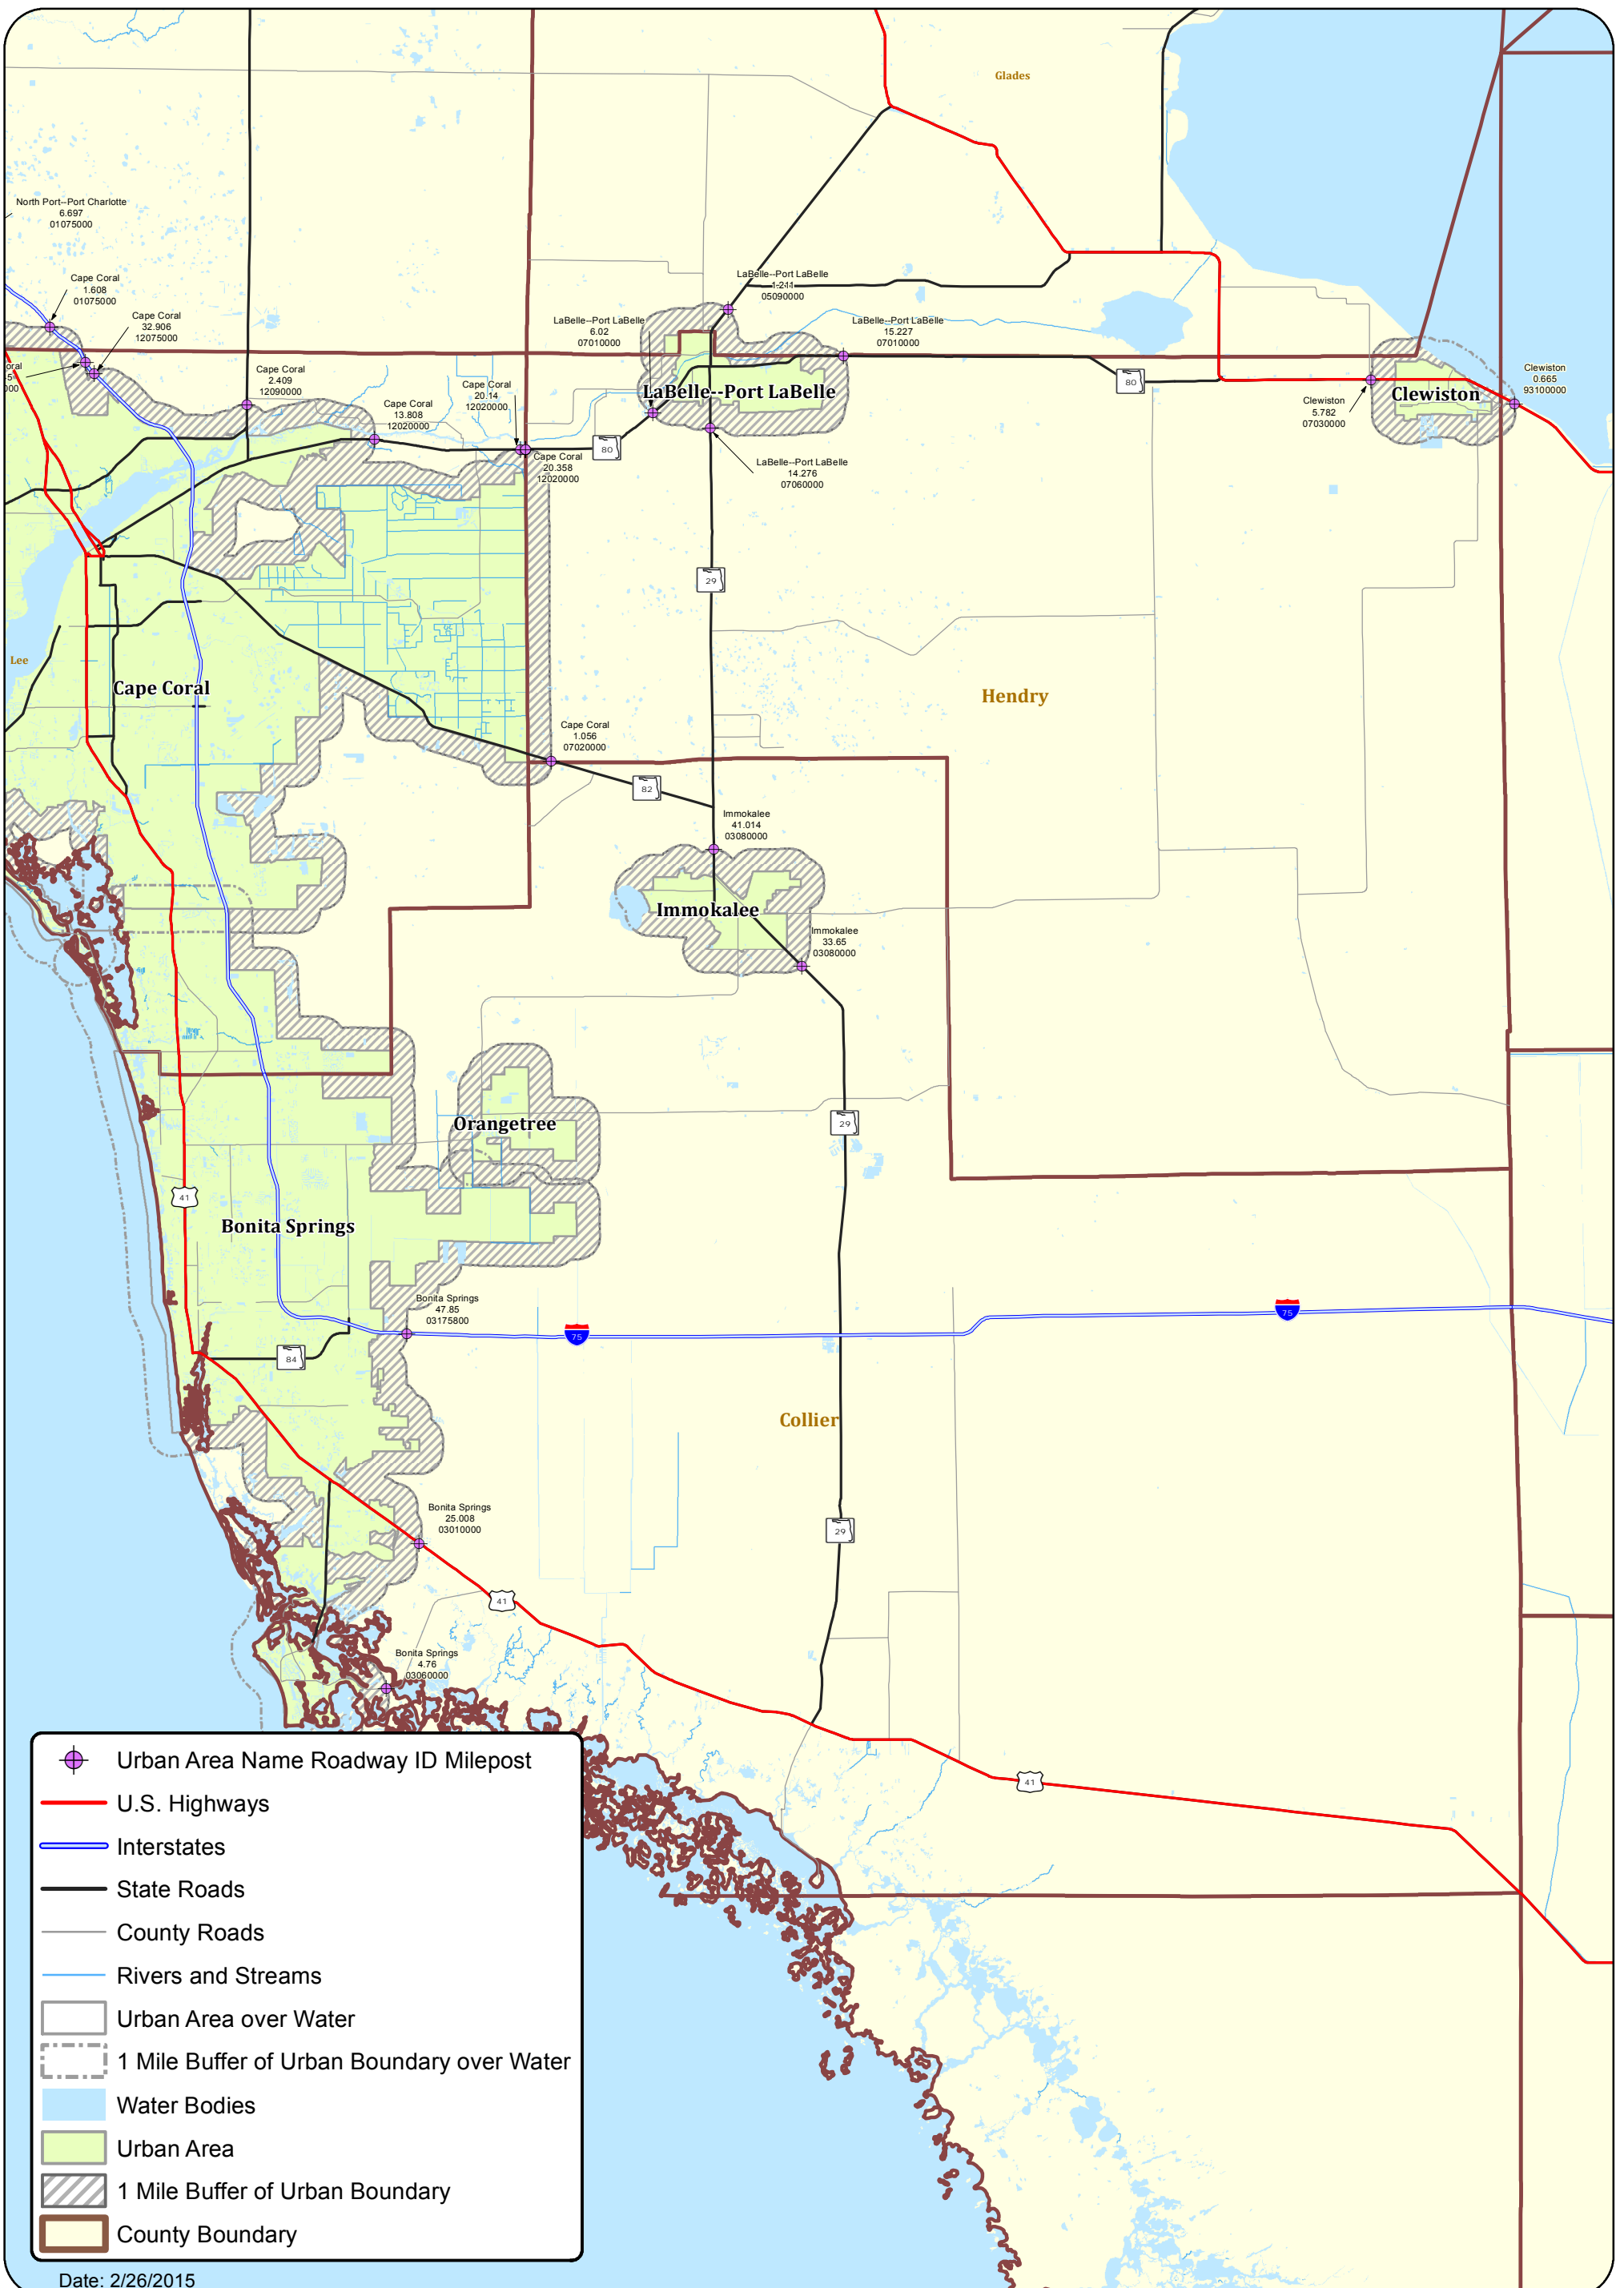 Glades
North Port--Port Charlotte
6.697
01075000
Cape Coral
1.608
01075000
Cape Coral
32.906
12075000
LaBelle--Port LaBelle
1.241
05090000
LaBelle--Port LaBelle
6.02
07010000
LaBelle--Port LaBelle
15.227
07010000
oral
5
000
Cape Coral
2.409
12090000
Cape Coral
13.808
12020000
Cape Coral
20.14
12020000
LaBelle--Port LaBelle
80
Clewiston
5.782
07030000
Clewiston
Clewiston
0.665
93100000
80
Cape Coral
20.358
12020000
LaBelle--Port LaBelle
14.276
07060000
29
Lee
Cape Coral
Hendry
Cape Coral
1.056
07020000
82
Immokalee
41.014
03080000
Immokalee
Immokalee
33.65
03080000
Orangetree
29
41
Bonita Springs
Bonita Springs
47.85
03175800
75
75
84
Collier
Bonita Springs
25.008
03010000
29
41
Bonita Springs
4.76
03060000
41
Urban Area Name Roadway ID Milepost
U.S. Highways
Interstates
State Roads
County Roads
Rivers and Streams
Urban Area over Water
1 Mile Buffer of Urban Boundary over Water
Water Bodies
Urban Area
1 Mile Buffer of Urban Boundary
County Boundary
Date: 2/26/2015